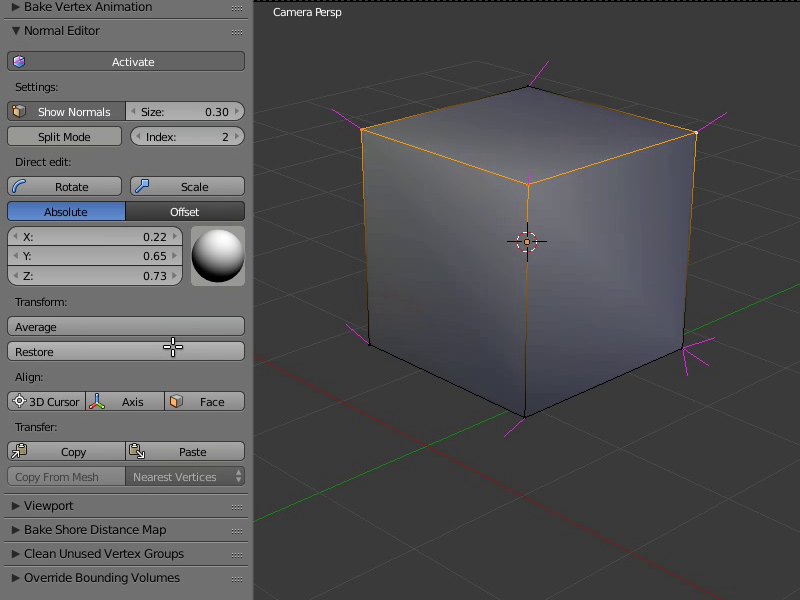 Bake Vertex Animation
Camera Persp
Normal Editor
Activate
Settings:
Show Normals Size: 0.30
Split Mode Index: 2
Direct edit:
Rotate Scale
Absolute Offset
X: 0.22
Y: 0.65
Z: 0.73
Transform:
Average
Restore
Align:
3D Cursor Axis Face
Transfer:
Copy Paste
Copy From Mesh Nearest Vertices
Viewport
Bake Shore Distance Map
Clean Unused Vertex Groups
Override Bounding Volumes